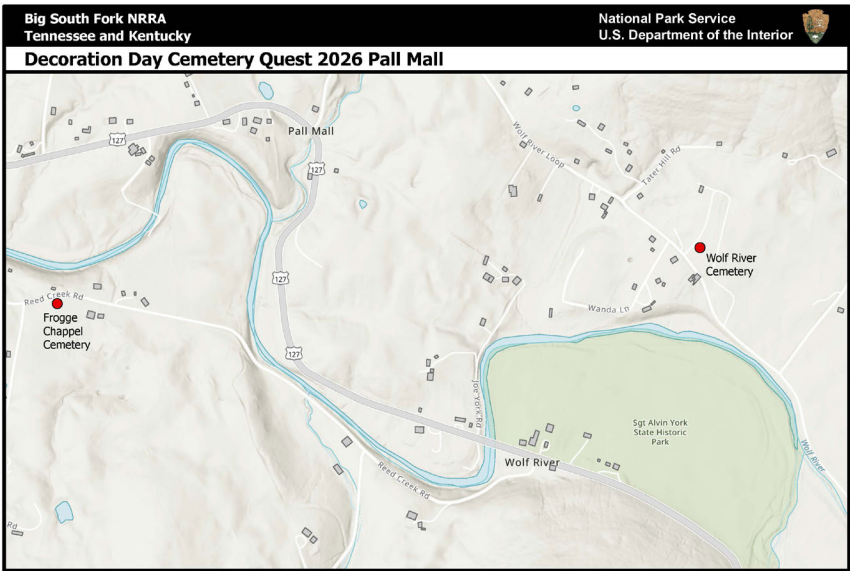 Big South Fork NRRA
Tennessee and Kentucky
National Park Service
U.S. Department of the Interior
Decoration Day Cemetery Quest 2026 Pall Mall
127
Pall Mall
127
Wolf River Loop
Tater Hill Rd
Wolf River
Cemetery
127
Reed Creek Rd
Frogge
Chappel
Cemetery
Wanda Ln
127
Joe York Rd
Sgt Alvin York
State Historic
Park
Wolf River
Wolf River
Reed Creek Rd
Rd